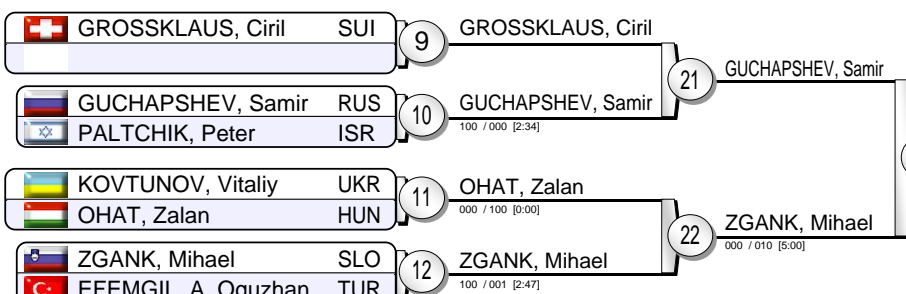 GROSSKLAUS, Ciril SUI
9
GROSSKLAUS, Ciril
21
GUCHAPSHEV, Samir
GUCHAPSHEV, Samir RUS
PALTCHIK, Peter ISR
10
GUCHAPSHEV, Samir
100 / 000 [2:34]
KOVTUNOV, Vitaliy UKR
OHAT, Zalan HUN
11
OHAT, Zalan
000 / 100 [0:00]
22
ZGANK, Mihael
000 / 010 [5:00]
ZGANK, Mihael SLO
EFEMGIL, A. Oguzhan TUR
12
ZGANK, Mihael
100 / 001 [2:47]